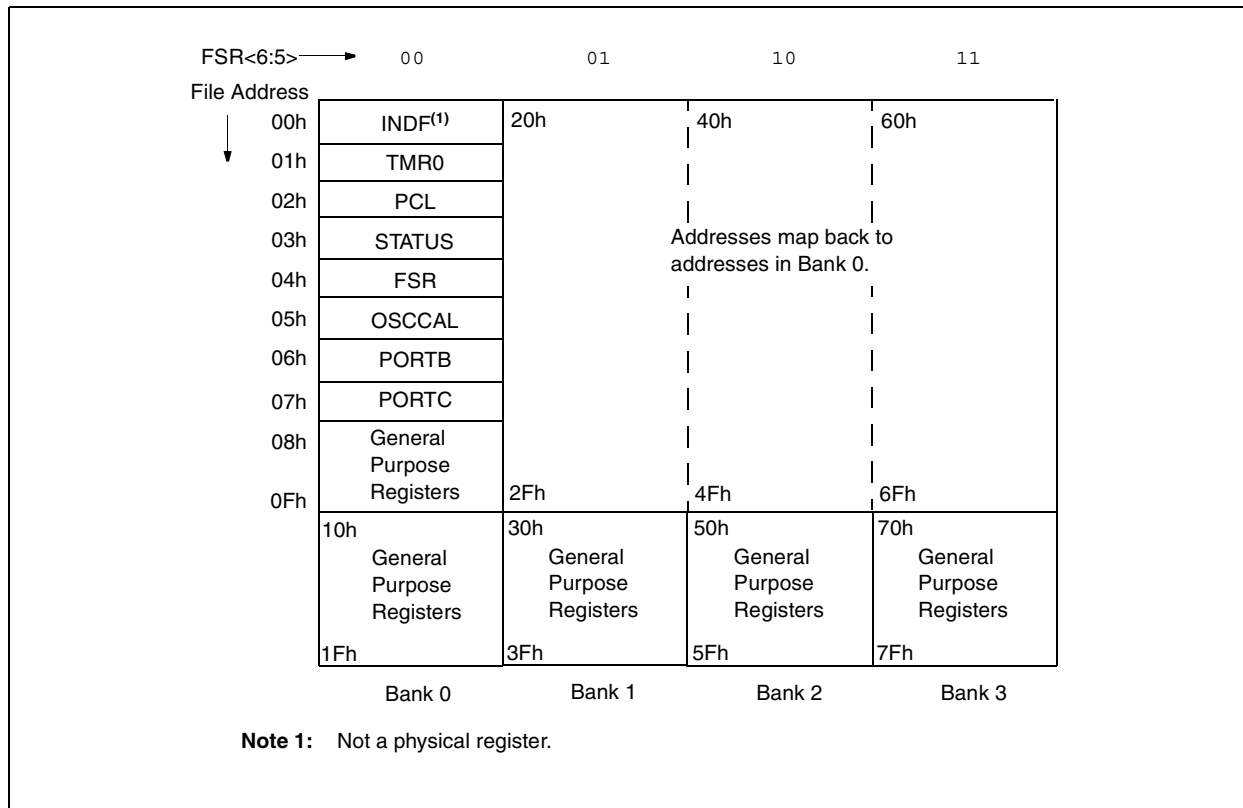 FSR<6:5> 00 01 10 11
File Address
00h INDF(1) 20h 40h 60h
01h TMR0
02h PCL
03h STATUS Addresses map back to
addresses in Bank 0.
04h FSR
05h OSCCAL
06h PORTB
07h PORTC
08h General
Purpose
Registers
0Fh 2Fh 4Fh 6Fh
10h 30h 50h 70h
General General General General
Purpose Purpose Purpose Purpose
Registers Registers Registers Registers
1Fh 3Fh 5Fh 7Fh
Bank 0 Bank 1 Bank 2 Bank 3
Note 1: Not a physical register.